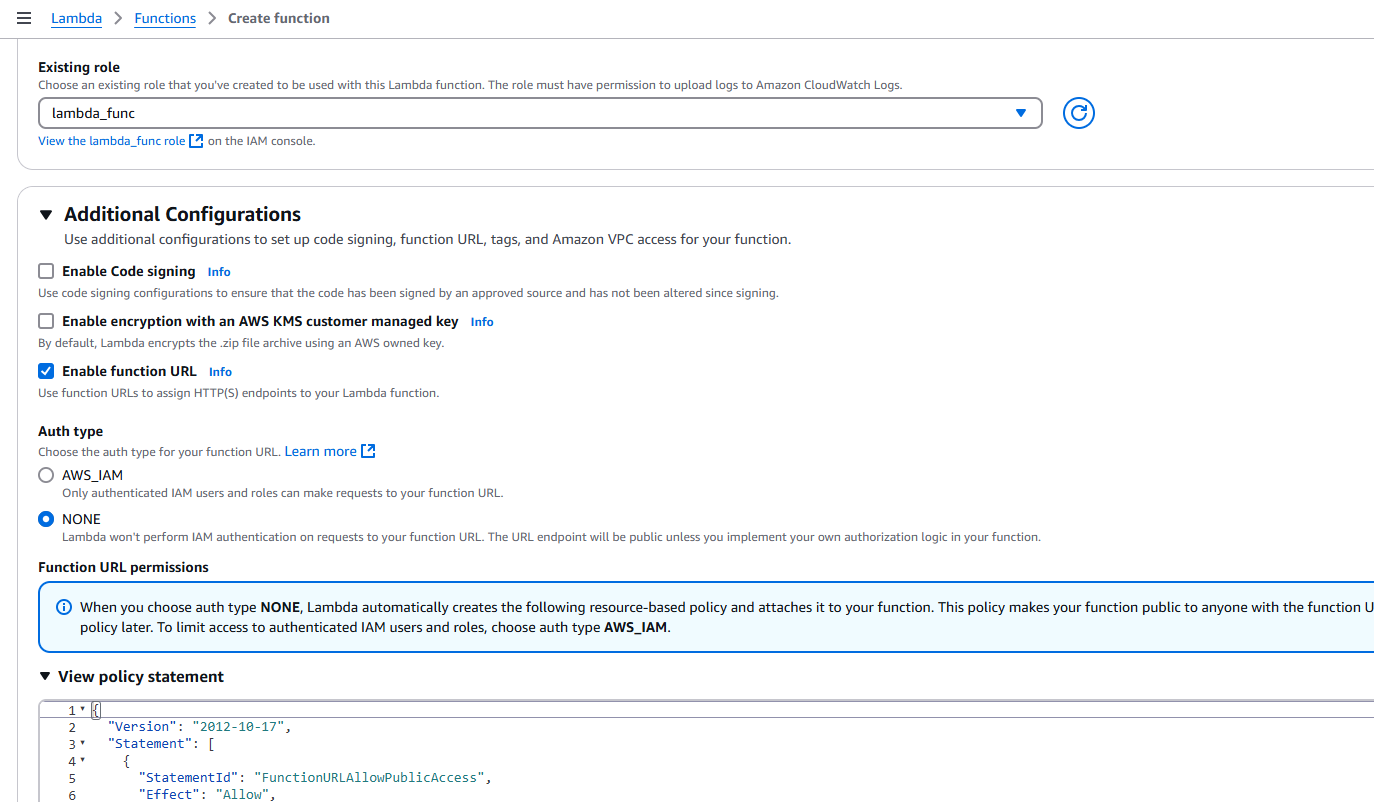 Lambda > Functions > Create function
Existing role
Choose an existing role that you've created to be used with this Lambda function. The role must have permission to upload logs to Amazon CloudWatch Logs.
lambda_func
View the lambda_func role on the IAM console.
Additional Configurations
Use additional configurations to set up code signing, function URL, tags, and Amazon VPC access for your function.
Enable Code signing Info
Use code signing configurations to ensure that the code has been signed by an approved source and has not been altered since signing.
Enable encryption with an AWS KMS customer managed key Info
By default, Lambda encrypts the .zip file archive using an AWS owned key.
Enable function URL Info
Use function URLs to assign HTTP(S) endpoints to your Lambda function.
Auth type
Choose the auth type for your function URL. Learn more
AWS_IAM
Only authenticated IAM users and roles can make requests to your function URL.
NONE
Lambda won't perform IAM authentication on requests to your function URL. The URL endpoint will be public unless you implement your own authorization logic in your function.
Function URL permissions
When you choose auth type NONE, Lambda automatically creates the following resource-based policy and attaches it to your function. This policy makes your function public to anyone with the function U
policy later. To limit access to authenticated IAM users and roles, choose auth type AWS_IAM.
View policy statement
1 {
2 "Version": "2012-10-17",
3 "Statement": [
4 {
5 "StatementId": "FunctionURLAllowPublicAccess",
6 "Effect": "Allow",